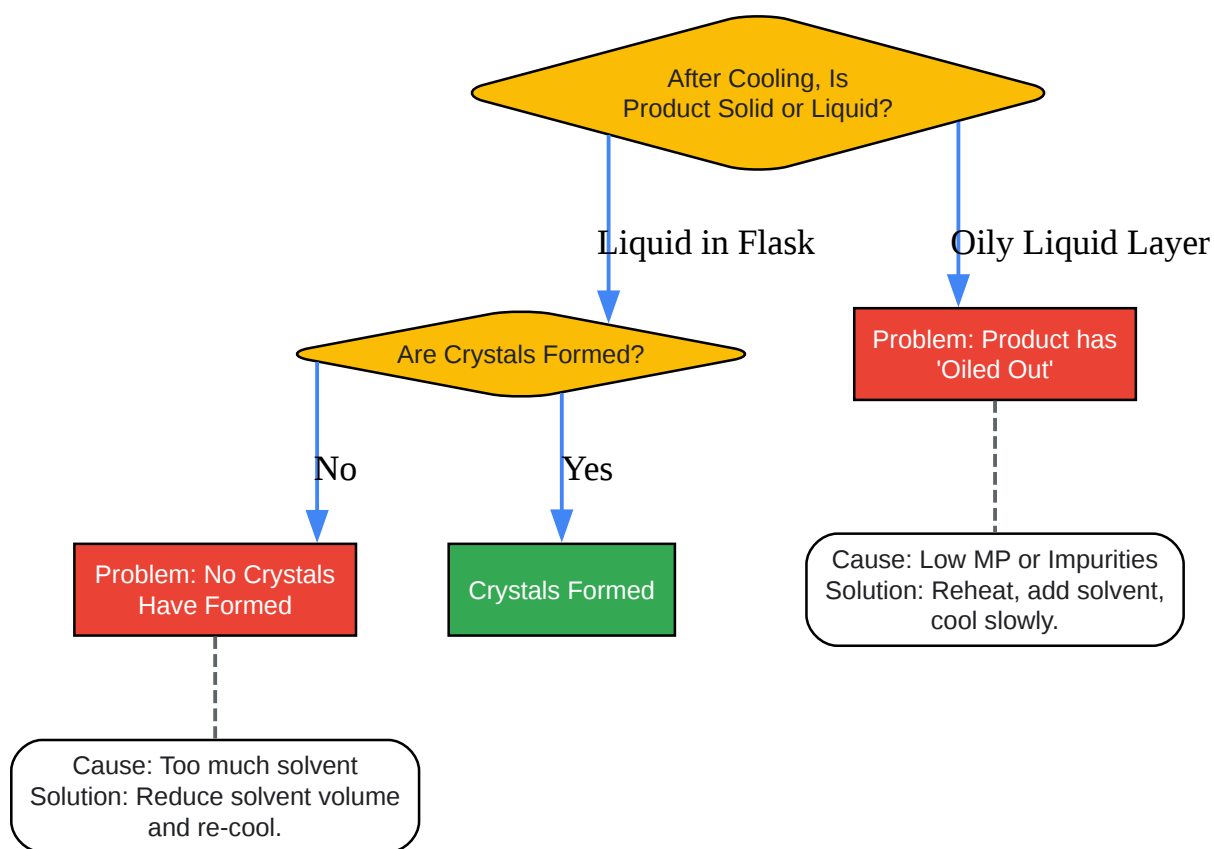 After Cooling, Is
Product Solid or Liquid?
Liquid in Flask
Oily Liquid Layer
Are Crystals Formed?
Problem: Product has
'Oiled Out'
No
Yes
Problem: No Crystals
Have Formed
Crystals Formed
Cause: Low MP or Impurities
Solution: Reheat, add solvent,
cool slowly.
Cause: Too much solvent
Solution: Reduce solvent volume
and re-cool.